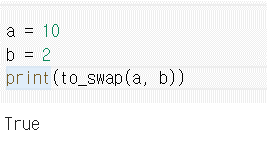 a = 10
b = 2
print(to_swap(a, b))
True